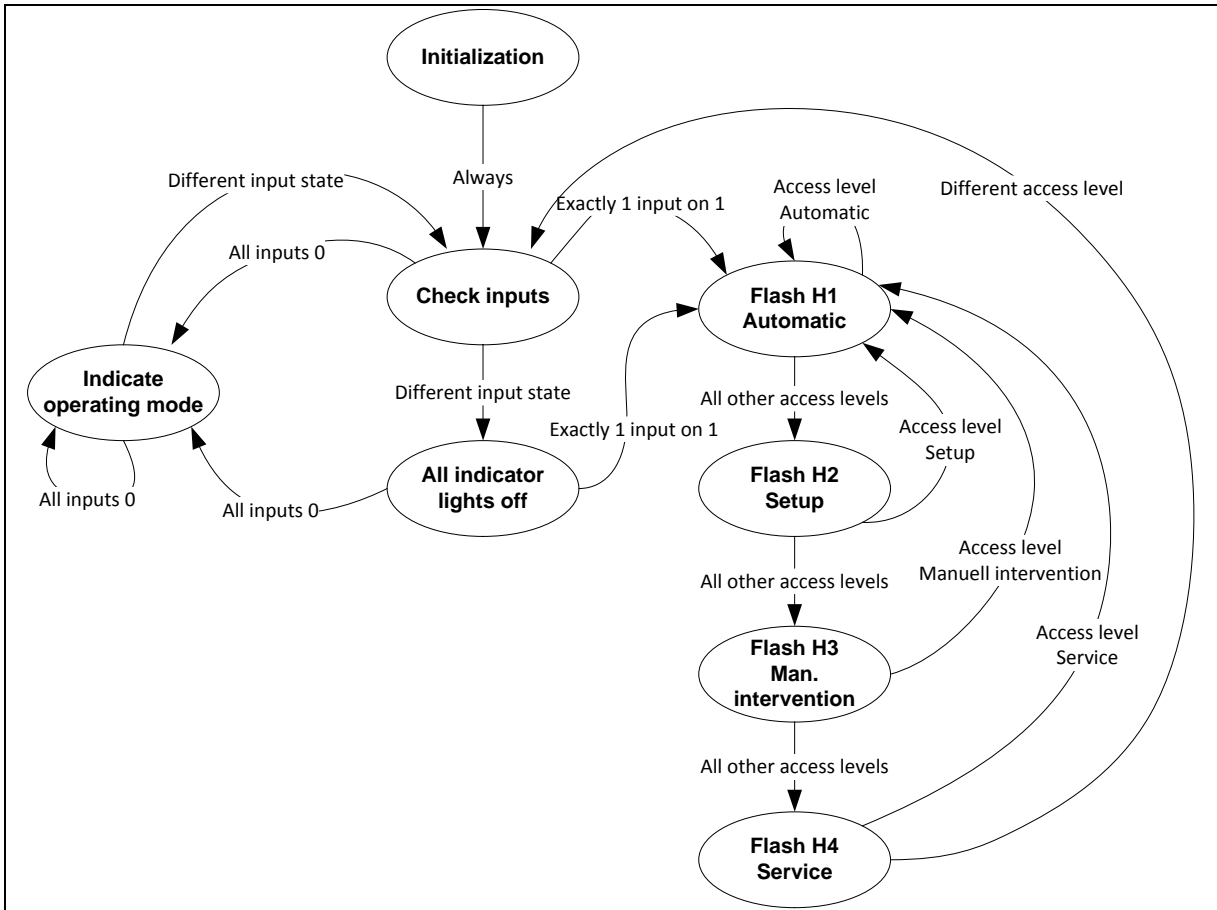 Initialization
Different input state
Always
Exactly 1 input on 1
Access level
Automatic
Different access level
All inputs 0
Check inputs
Flash H1
Automatic
Indicate
operating mode
Different input state
All other access levels
Exactly 1 input on 1
Access level
Setup
All inputs 0
All inputs 0
All indicator
lights off
Flash H2
Setup
All other access levels
Access level
Manuell intervention
Flash H3
Man.
intervention
Access level
Service
All other access levels
Flash H4
Service